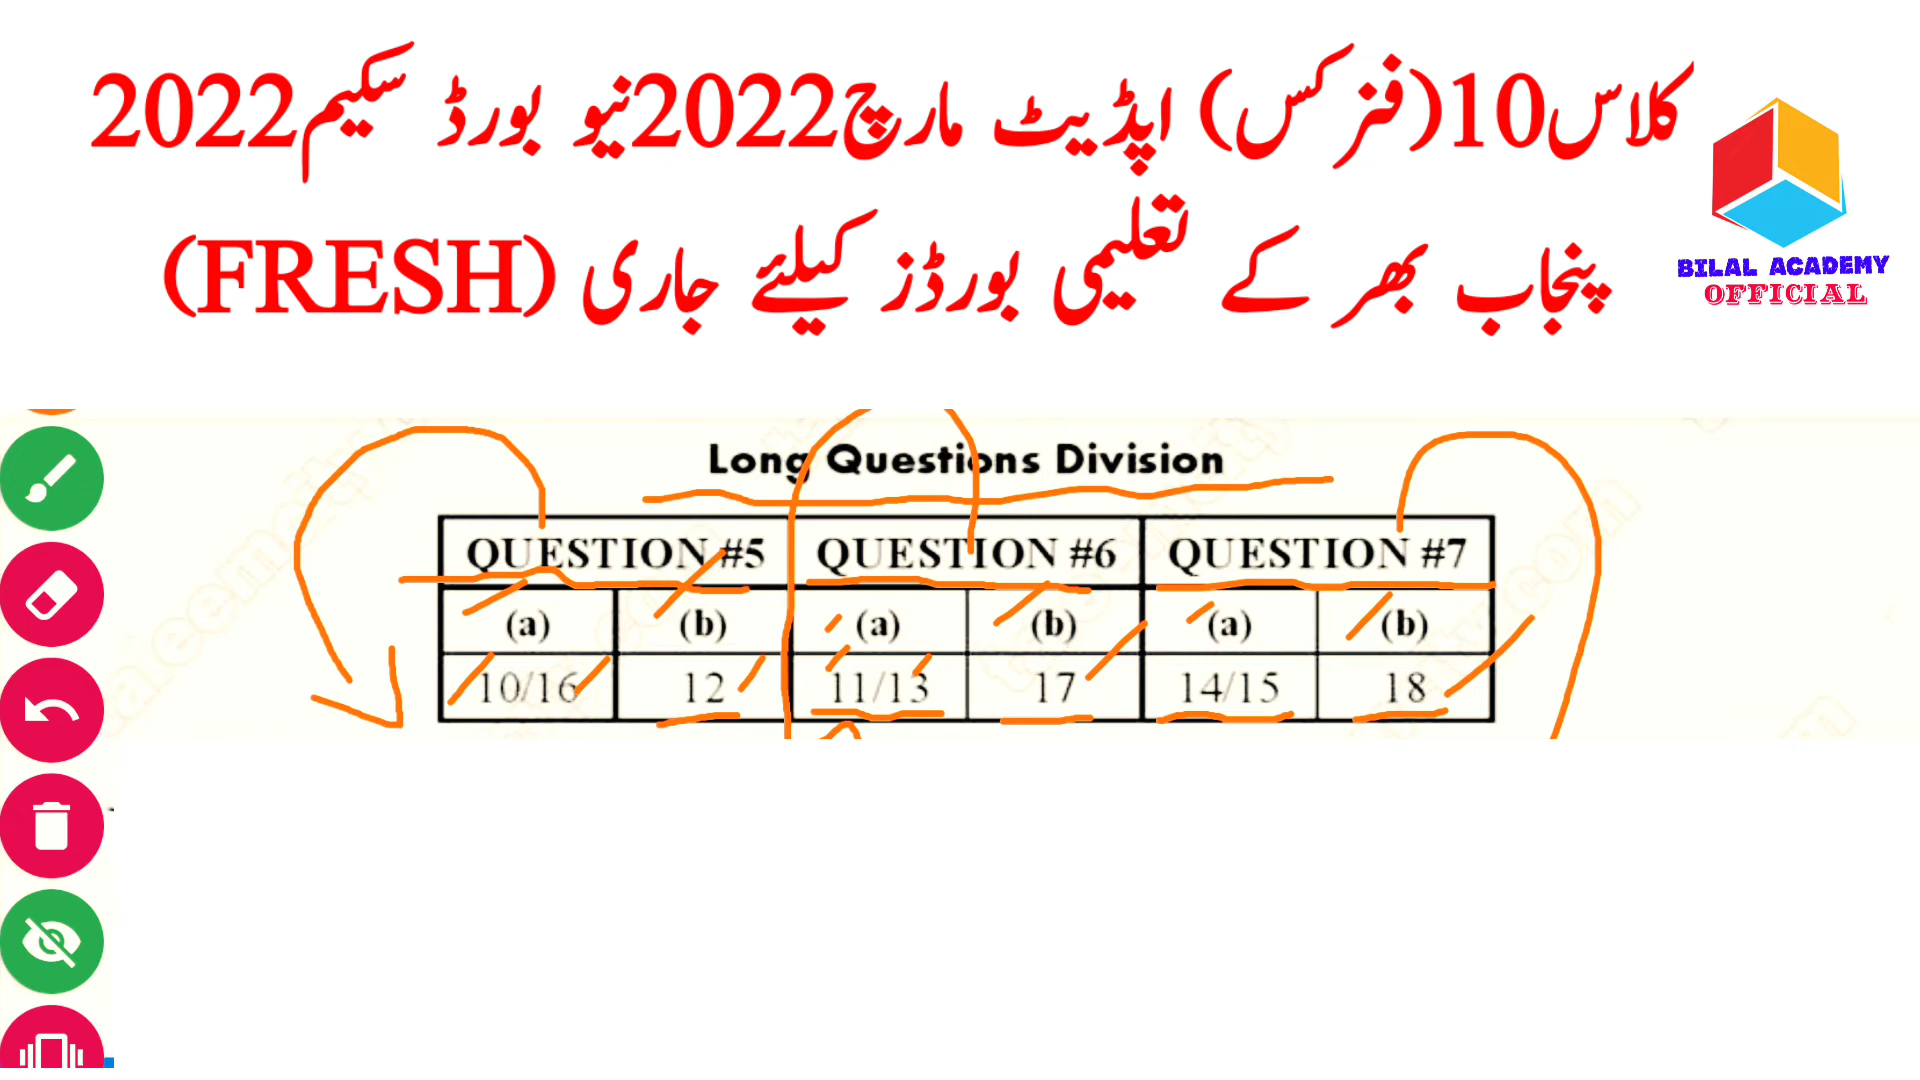 کلاس10(فزکس) اپڈیٹ مارچ2022نیو بورڈ سکیم2022
پنجاب بھر کے تعلیمی بورڈز کیلئے جاری (FRESH)
BILAL ACADEMY
OFFICIAL
Long Questions Division
QUESTION #5 QUESTION #6 QUESTION #7
(a) (b) (a) (b) (a) (b)
10/16 12 11/13 17 14/15 18